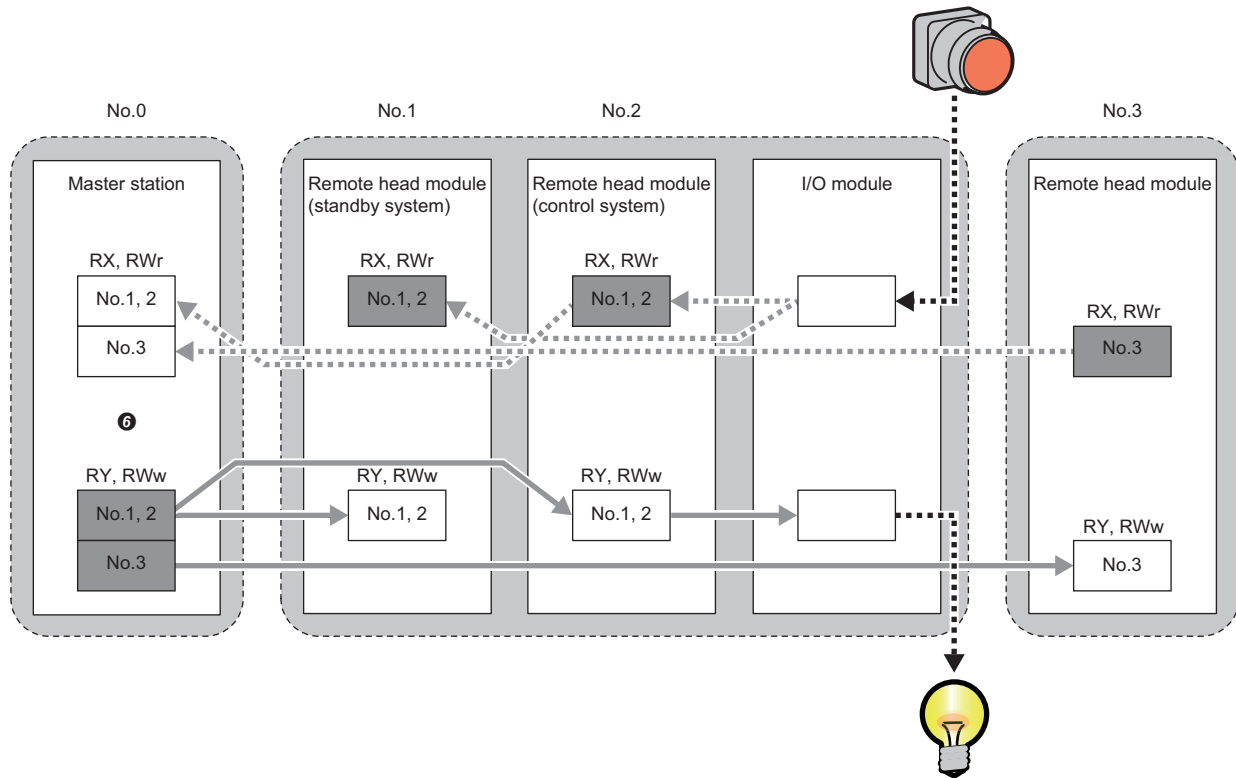 No.0
No.1
No.2
No.3
Master station
Remote head module
(standby system)
Remote head module
(control system)
I/O module
Remote head module
RX, RWr
No.1, 2
No.3
RX, RWr
No.1, 2
RX, RWr
No.1, 2
RX, RWr
No.3
❻
RY, RWw
No.1, 2
No.3
RY, RWw
No.1, 2
RY, RWw
No.1, 2
RY, RWw
No.3